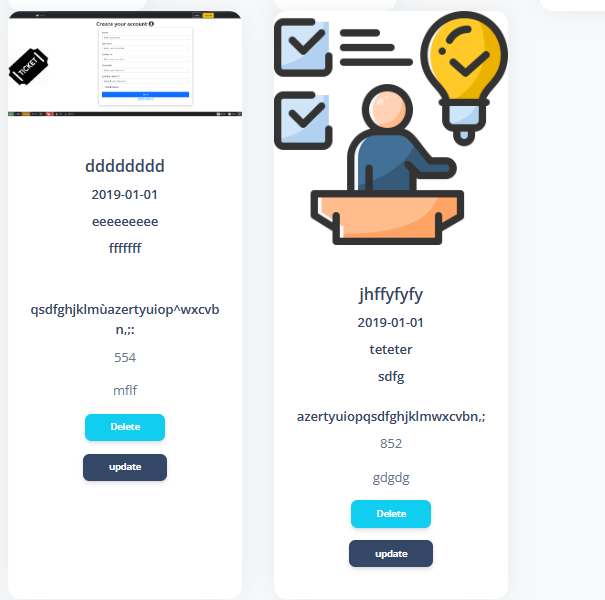 Create your account
TICKET
dddddddd
2019-01-01
eeeeeeeee
fffffff
qsdfghjklmùazertyuiop^wxcvb
n,;:
554
mflf
Delete
update
jhffyfyfy
2019-01-01
teteter
sdfg
azertyuiopqsdfghjklmwxcvbn,;
852
gdgdg
Delete
update